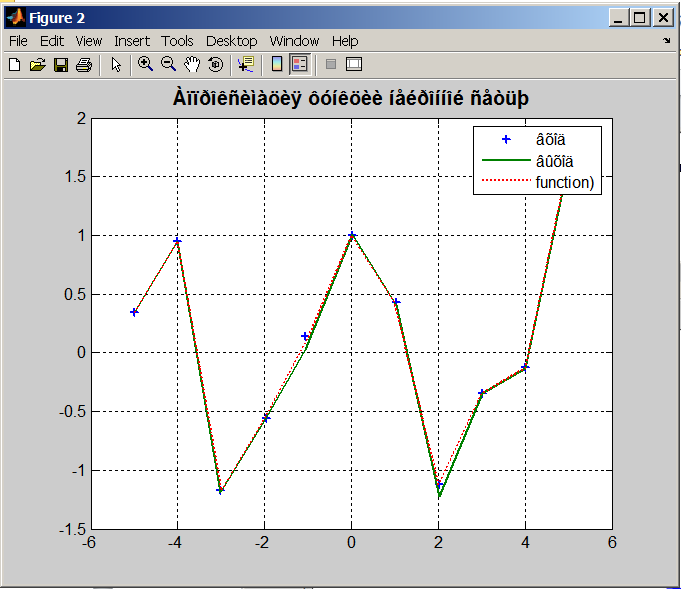 Figure 2
File Edit View Insert Tools Desktop Window Help
Àïïðîêñèìàöèÿ ôóíêöèè íåéðîííîé ñåòüþ
2
1.5
1
0.5
0
-0.5
-1
-1.5
-6 -4 -2 0 2 4 6
âõîä
âûõîä
function)